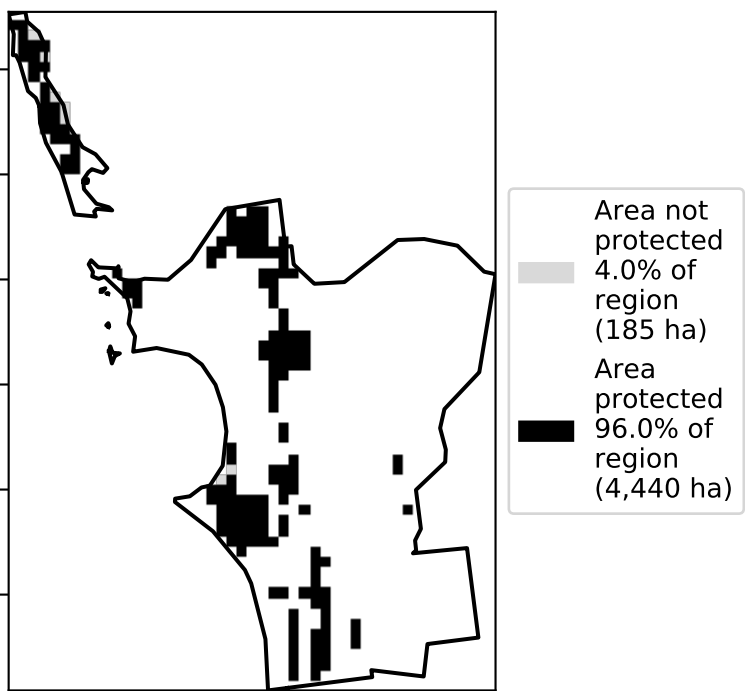 Area not
protected
4.0% of
region
(185 ha)
Area
protected
96.0% of
region
(4,440 ha)